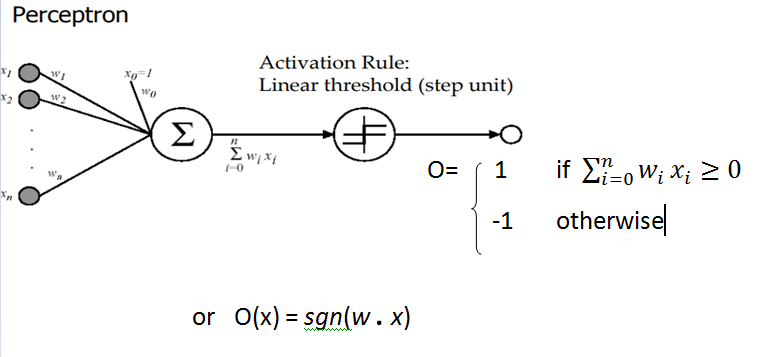 Perceptron
x1 w1 x0=1
x2 w2 w0
Activation Rule:
Linear threshold (step unit)
.
.
.
Σ
n
Σ wi xi
i=0
wn
xn
O= { 1 if ∑ⁿᵢ₌₀ wᵢ xᵢ ≥ 0
-1 otherwise
or O(x) = sgn(w . x)